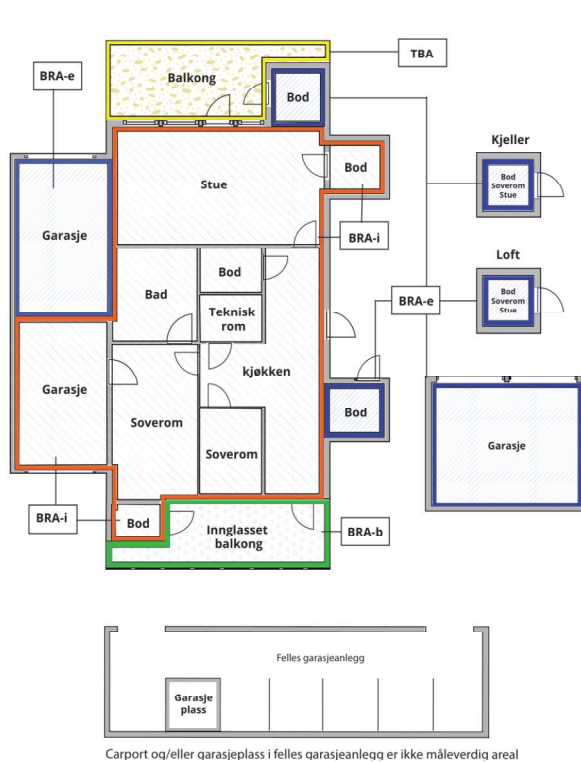 TBA
BRA-e
Balkong
Bod
Kjeller
Bod
Soverom
Stue
Stue
Bod
Garasje
BRA-i
Loft
Bod
Bad
Bod
Soverom
Stue
BRA-e
Teknisk
rom
kjøkken
Garasje
Bod
Soverom
Garasje
Soverom
BRA-i
Bod
Innglasset
balkong
BRA-b
Felles garasjeanlegg
Garasje
plass
Carport og/eller garasjeplass i felles garasjeanlegg er ikke måleverdig areal